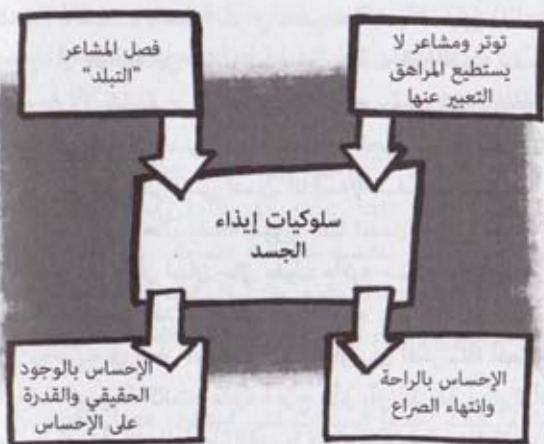 توتر ومشاعر لا
يستطيع المراهق
التعبير عنها
فصل المشاعر
"التبلد"
سلوكيات إيذاء
الجسد
الإحساس بالراحة
وانتهاء الصراع
الإحساس بالوجود
الحقيقي والقدرة
على الإحساس